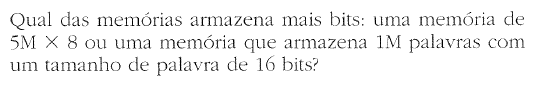 Qual das memórias armazena mais bits: uma memória de
5M × 8 ou uma memória que armazena 1M palavras com
um tamanho de palavra de 16 bits?